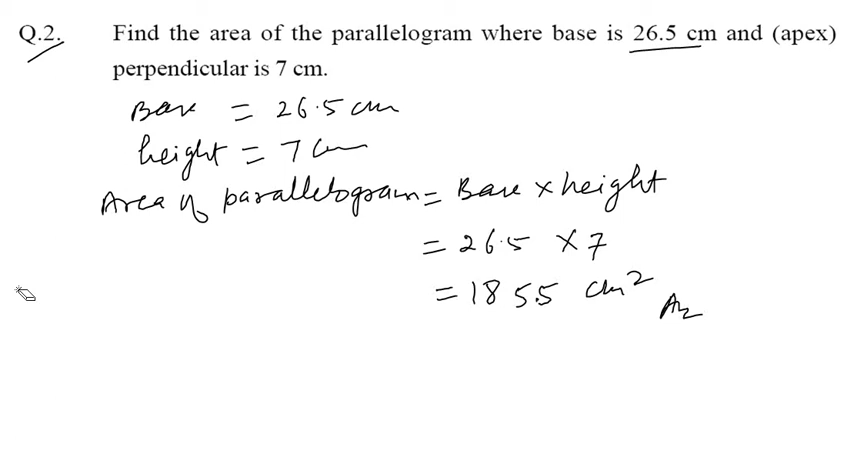 Q.2. Find the area of the parallelogram where base is 26.5 cm and (apex)
perpendicular is 7 cm.
Base = 26.5 cm
height = 7 cm
Area of parallelogram = Base × height
= 26.5 × 7
= 185.5 cm²